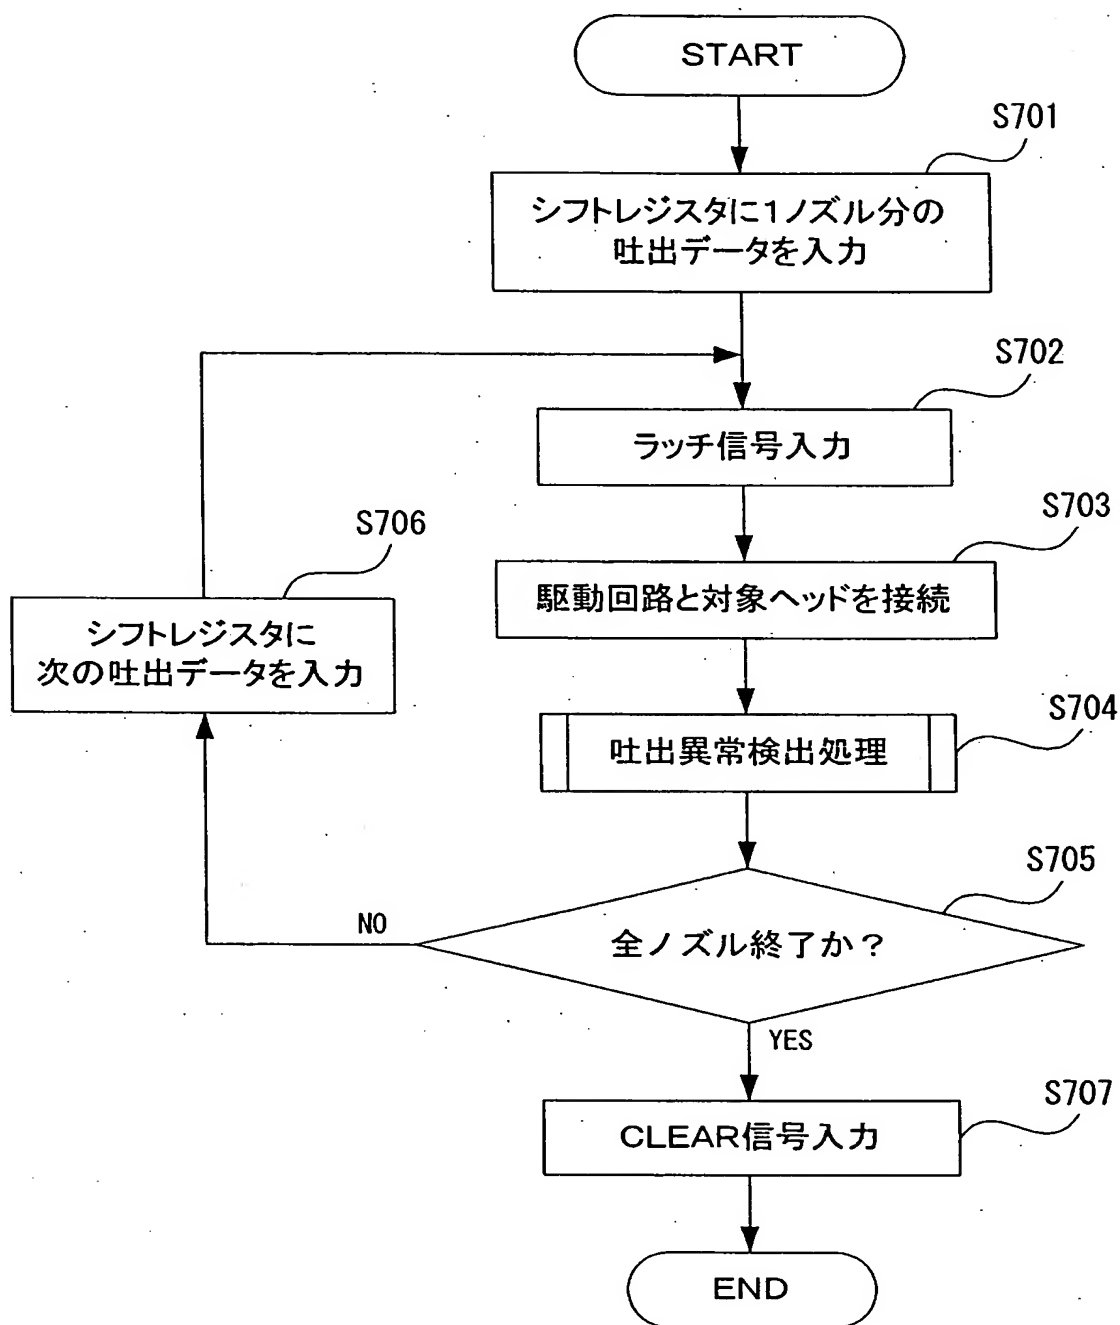 START
S701
シフトレジスタに1ノズル分の
吐出データを入力
S702
ラッチ信号入力
S703
駆動回路と対象ヘッドを接続
S706
シフトレジスタに
次の吐出データを入力
S704
吐出異常検出処理
S705
NO
全ノズル終了か?
YES
S707
CLEAR信号入力
END